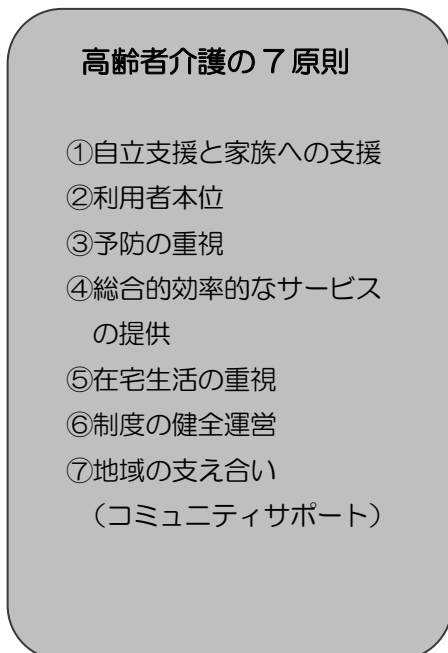 高齢者介護の７原則
①自立支援と家族への支援
②利用者本位
③予防の重視
④総合的効率的なサービス
の提供
⑤在宅生活の重視
⑥制度の健全運営
⑦地域の支え合い
（コミュニティサポート）